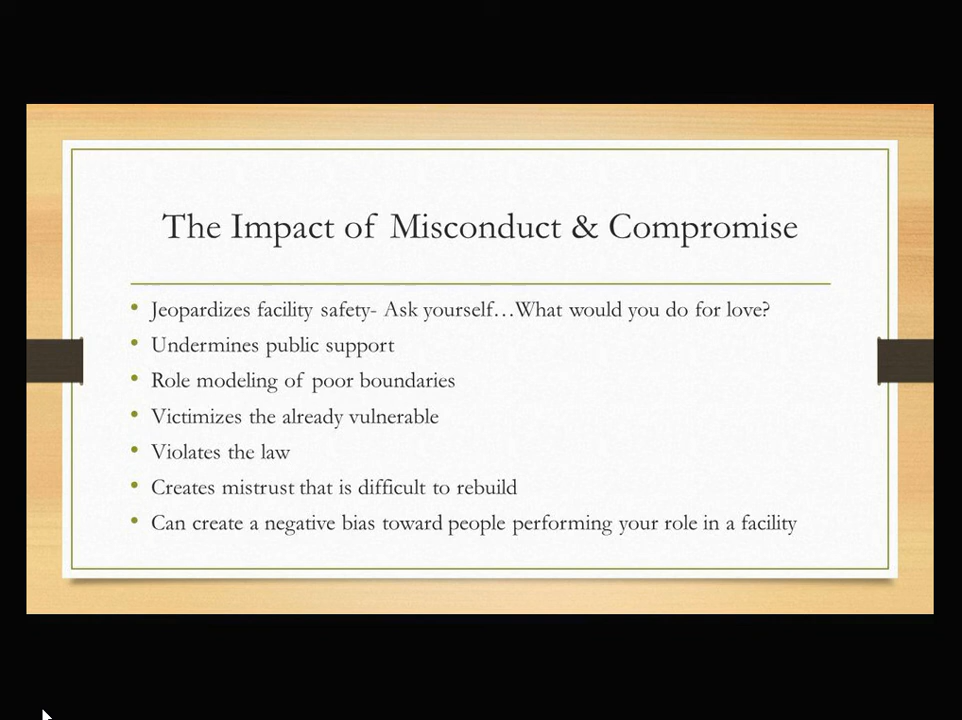 The Impact of Misconduct & Compromise
• Jeopardizes facility safety- Ask yourself…What would you do for love?
• Undermines public support
• Role modeling of poor boundaries
• Victimizes the already vulnerable
• Violates the law
• Creates mistrust that is difficult to rebuild
• Can create a negative bias toward people performing your role in a facility